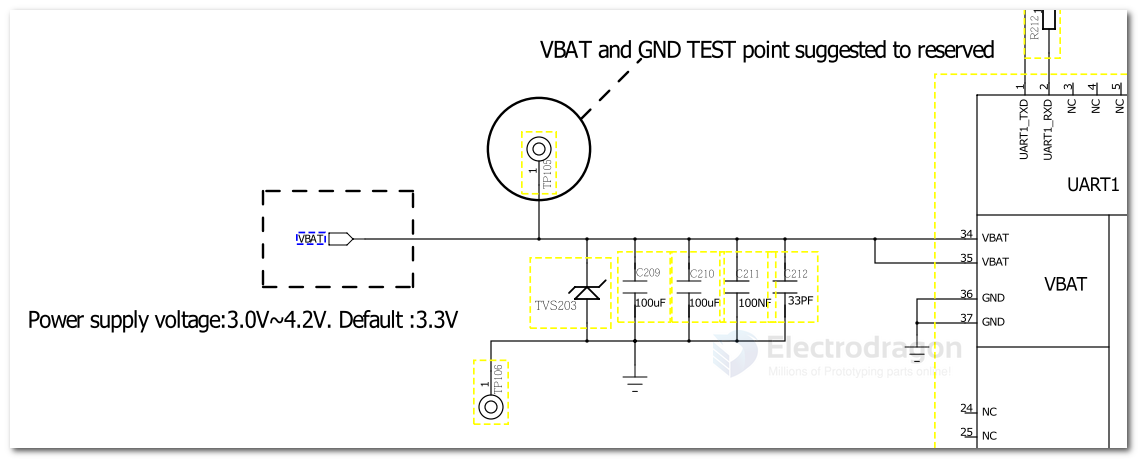 VBAT and GND TEST point suggested to reserved
R212
1
2
3
4
5
UART1_TXD
UART1_RXD
NC
NC
NC
UART1
1
TP105
VBAT
34
VBAT
35
VBAT
36
GND
37
GND
VBAT
C209
C210
C211
C212
TVS203
100uF
100uF
100NF
33PF
Power supply voltage:3.0V~4.2V. Default :3.3V
Electrodragon
Millions of Prototyping parts online!
1
TP106
24
NC
25
NC